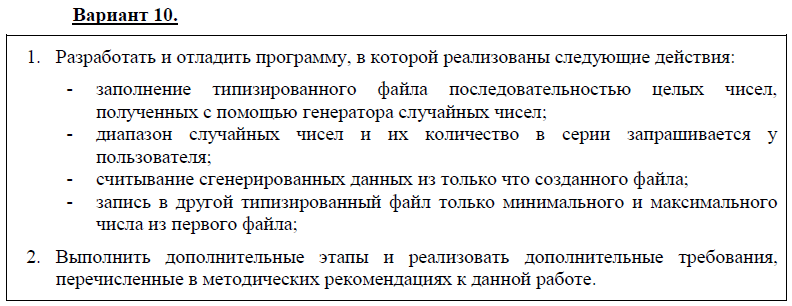 Вариант 10.
1. Разработать и отладить программу, в которой реализованы следующие действия:
- заполнение типизированного файла последовательностью целых чисел,
полученных с помощью генератора случайных чисел;
- диапазон случайных чисел и их количество в серии запрашивается у
пользователя;
- считывание сгенерированных данных из только что созданного файла;
- запись в другой типизированный файл только минимального и максимального
числа из первого файла;
2. Выполнить дополнительные этапы и реализовать дополнительные требования,
перечисленные в методических рекомендациях к данной работе.